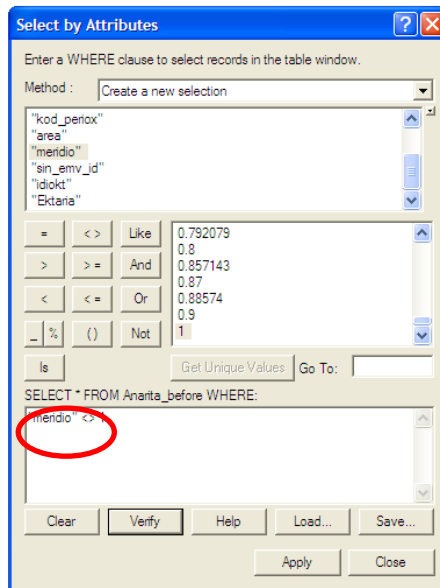 Select by Attributes
Enter a WHERE clause to select records in the table window.
Method : Create a new selection
"kod_periox"
"area"
"meridio"
"sin_emv_id"
"idiokt"
"Ektaria"
= <> Like
> >= And
< <= Or
_ % () Not
Is
0.792079
0.8
0.857143
0.87
0.88574
0.9
1
Get Unique Values Go To:
SELECT * FROM Anarita_before WHERE:
"meridio" <> 1
Clear Verify Help Load... Save...
Apply Close